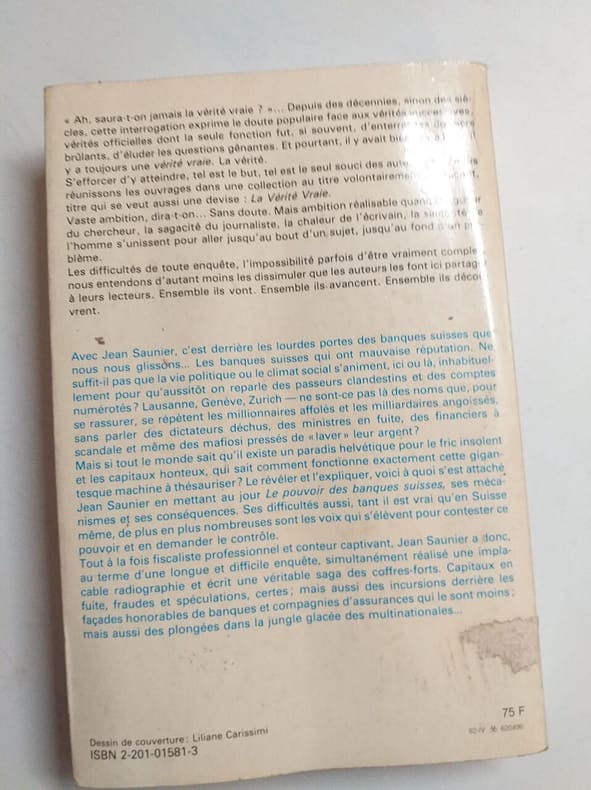 « Ah, saura-t-on jamais la vérité vraie ? »... Depuis des décennies, sinon des siè-
cles, cette interrogation exprime le doute populaire face aux vérités successives,
vérités officielles dont la seule fonction fut, si souvent, d'enterrer
brûlants, d'éluder les questions gênantes. Et pourtant, il y avait
y a toujours une vérité vraie. La vérité.
S'efforcer d'y atteindre, tel est le but, tel est le seul souci des
réunissons les ouvrages dans une collection au titre volontairement
titre qui se veut aussi une devise : La Vérité Vraie.
Vaste ambition, dira-t-on... Sans doute. Mais ambition réalisable quand
du chercheur, la sagacité du journaliste, la chaleur de l'écrivain, la
l'homme s'unissent pour aller jusqu'au bout d'un sujet, jusqu'au fond d'un pro-
blème.
Les difficultés de toute enquête, l'impossibilité parfois d'être vraiment complet,
nous entendons d'autant moins les dissimuler que les auteurs les font ici partager
à leurs lecteurs. Ensemble ils vont. Ensemble ils avancent. Ensemble ils décou-
vrent.
Avec Jean Saunier, c'est derrière les lourdes portes des banques suisses que
nous nous glissons... Les banques suisses qui ont mauvaise réputation. Ne
suffit-il pas que la vie politique ou le climat social s'animent, ici ou là, inhabituel-
lement pour qu'aussitôt on reparle des passeurs clandestins et des comptes
numérotés ? Lausanne, Genève, Zurich — ne sont-ce pas là des noms que, pour
se rassurer, se répètent les millionnaires affolés et les milliardaires angoissés,
sans parler des dictateurs déchus, des ministres en fuite, des financiers à
scandale et même des mafiosi pressés de «laver» leur argent?
Mais si tout le monde sait qu'il existe un paradis helvétique pour le fric insolent
et les capitaux honteux, qui sait comment fonctionne exactement cette gigan-
tesque machine à thésauriser ? Le révéler et l'expliquer, voici à quoi s'est attaché
Jean Saunier en mettant au jour Le pouvoir des banques suisses, ses méca-
nismes et ses conséquences. Ses difficultés aussi, tant il est vrai qu'en Suisse
même, de plus en plus nombreuses sont les voix qui s'élèvent pour contester ce
pouvoir et en demander le contrôle.
Tout à la fois fiscaliste professionnel et conteur captivant, Jean Saunier a donc,
au terme d'une longue et difficile enquête, simultanément réalisé une impla-
cable radiographie et écrit une véritable saga des coffres-forts. Capitaux en
fuite, fraudes et spéculations, certes ; mais aussi des incursions derrière les
façades honorables de banques et compagnies d'assurances qui le sont moins ;
mais aussi des plongées dans la jungle glacée des multinationales...
75 F
Dessin de couverture : Liliane Carissimi
ISBN 2-201-01581-3